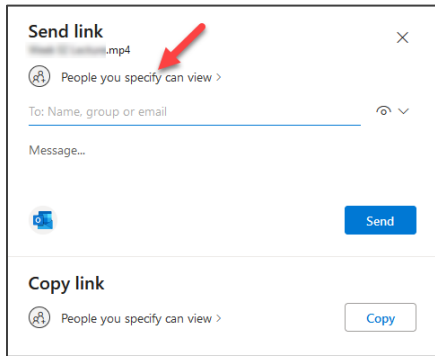 Send link
.mp4
People you specify can view >
To: Name, group or email
Message...
Send
Copy link
People you specify can view >
Copy